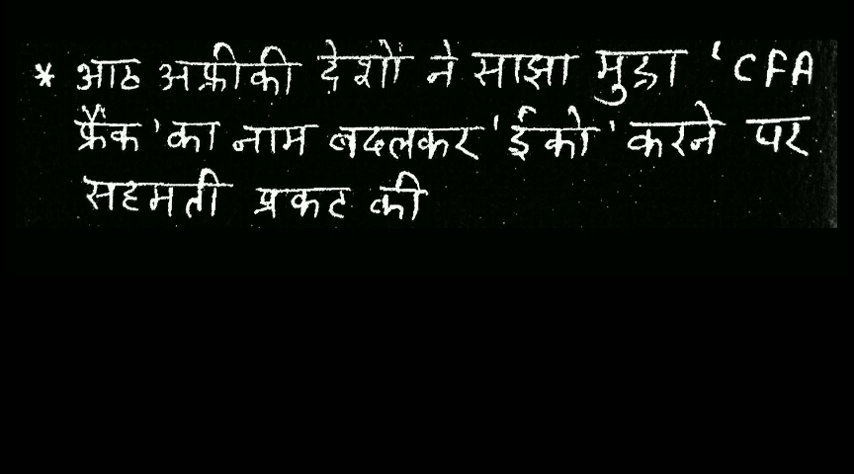 * आठ अफ्रीकी देशों ने साझा मुद्रा 'CFA
फ्रैंक' का नाम बदलकर 'ईको' करने पर
सहमती प्रकट की